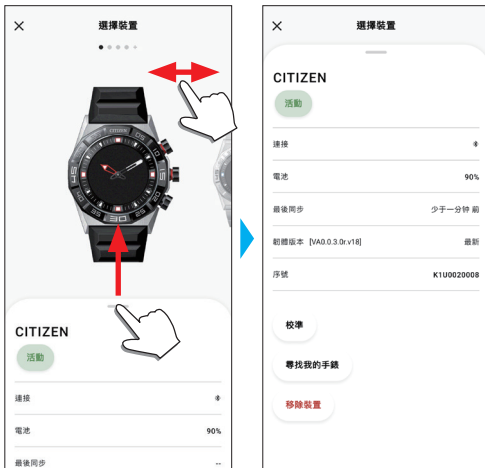 選擇裝置
CITIZEN
活動
連接
電池 90%
最後同步 --
選擇裝置
CITIZEN
活動
連接
電池 90%
最後同步 少于一分钟 前
韌體版本 [VA0.0.3.0r.v18] 最新
序號 K1U0020008
校準
尋找我的手錶
移除裝置